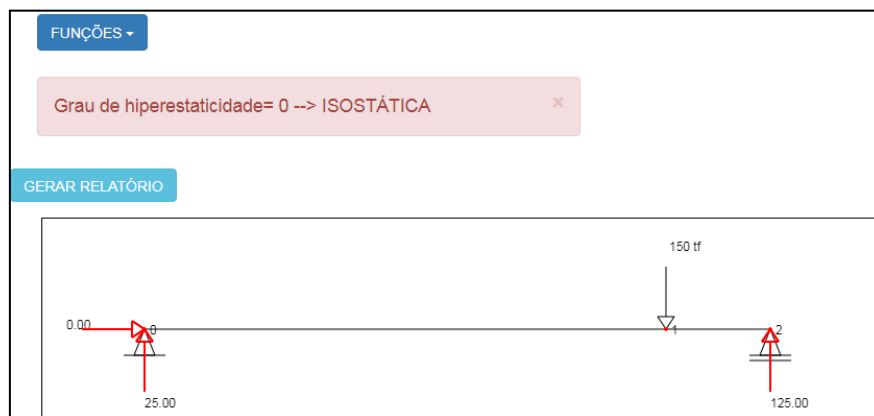 FUNÇÕES
Grau de hiperestaticidade= 0 --> ISOSTÁTICA ×
GERAR RELATÓRIO
150 tf
0.00
0
1
2
25.00
125.00